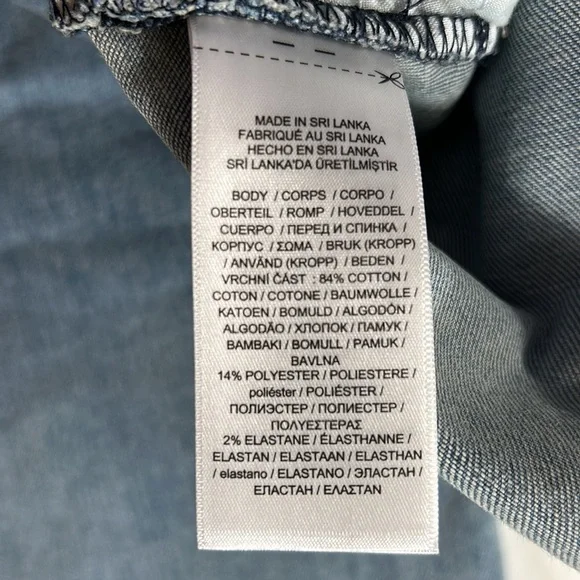 MADE IN SRI LANKA
FABRIQUÉ AU SRI LANKA
HECHO EN SRI LANKA
SRİ LANKA'DA ÜRETİLMİŞTİR
BODY / CORPS / CORPO /
OBERTEIL / ROMP / HOVEDDEL /
CUERPO / ПЕРЕД И СПИНКА /
КОРПУС / ΣΩΜΑ / BRUK (KROPP)
/ ANVÄND (KROPP) / BEDEN /
VRCHNÍ ČÁST : 84% COTTON /
COTON / COTONE / BAUMWOLLE /
KATOEN / BOMULD / ALGODÓN /
ALGODÃO / ХЛОПОК / ПАМУК /
ΒΑΜΒΑΚΙ / BOMULL / PAMUK /
BAVLNA
14% POLYESTER / POLIESTERE /
poliéster / POLIÉSTER /
ПОЛИЭСТЕР / ПОЛИЕСТЕР /
ΠΟΛΥΕΣΤΕΡΑΣ
2% ELASTANE / ÉLASTHANNE /
ELASTAN / ELASTAAN / ELASTHAN
/ elastano / ELASTANO / ЭЛАСТАН /
ЕЛАСТАН / ΕΛΑΣΤΑΝ